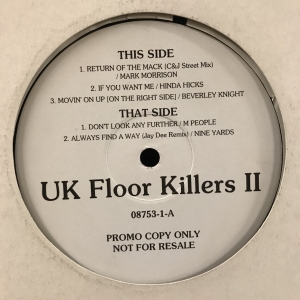 THIS SIDE
1. RETURN OF THE MACK (C&J Street Mix)
/ MARK MORRISON
2. IF YOU WANT ME / HINDA HICKS
3. MOVIN' ON UP [ON THE RIGHT SIDE] / BEVERLEY KNIGHT
THAT SIDE
1. DON'T LOOK ANY FURTHER / M PEOPLE
2. ALWAYS FIND A WAY (Jay Dee Remix) / NINE YARDS
UK Floor Killers II
08753-1-A
PROMO COPY ONLY
NOT FOR RESALE